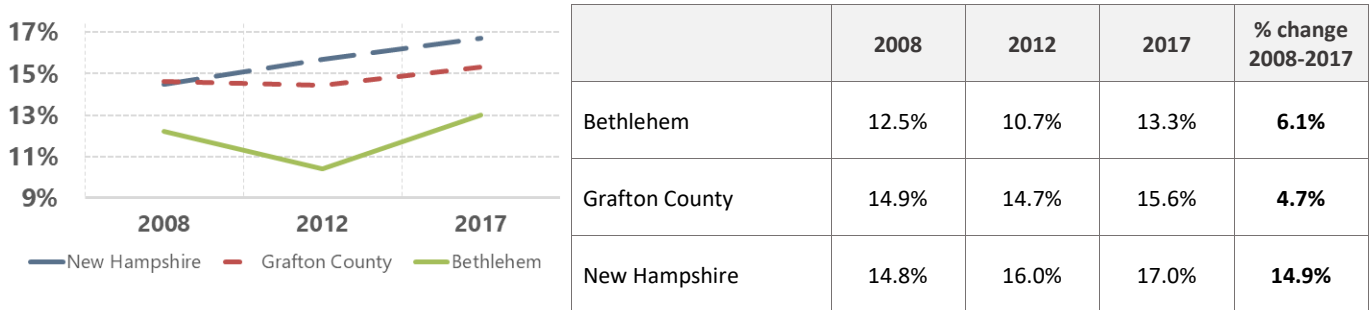 17%
15%
13%
11%
9%
2008 2012 2017
New Hampshire Grafton County Bethlehem
2008 2012 2017 % change
2008-2017
Bethlehem 12.5% 10.7% 13.3% 6.1%
Grafton County 14.9% 14.7% 15.6% 4.7%
New Hampshire 14.8% 16.0% 17.0% 14.9%